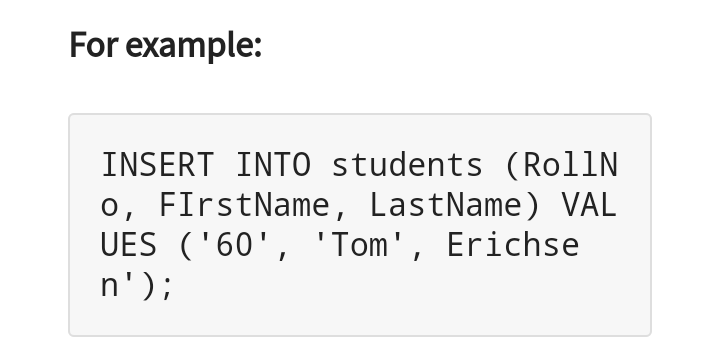 For example:
INSERT INTO students (RollN
o, FIrstName, LastName) VAL
UES ('60', 'Tom', Erichse
n');